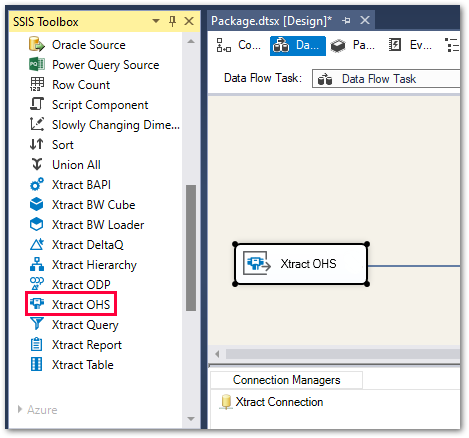 SSIS Toolbox
Oracle Source
Power Query Source
Row Count
Script Component
Slowly Changing Dime...
Sort
Union All
Xtract BAPI
Xtract BW Cube
Xtract BW Loader
Xtract DeltaQ
Xtract Hierarchy
Xtract ODP
Xtract OHS
Xtract Query
Xtract Report
Xtract Table
Azure
Package.dtsx [Design]*
Co... Da... Pa... Ev...
Data Flow Task: Data Flow Task
Xtract OHS
Connection Managers
Xtract Connection